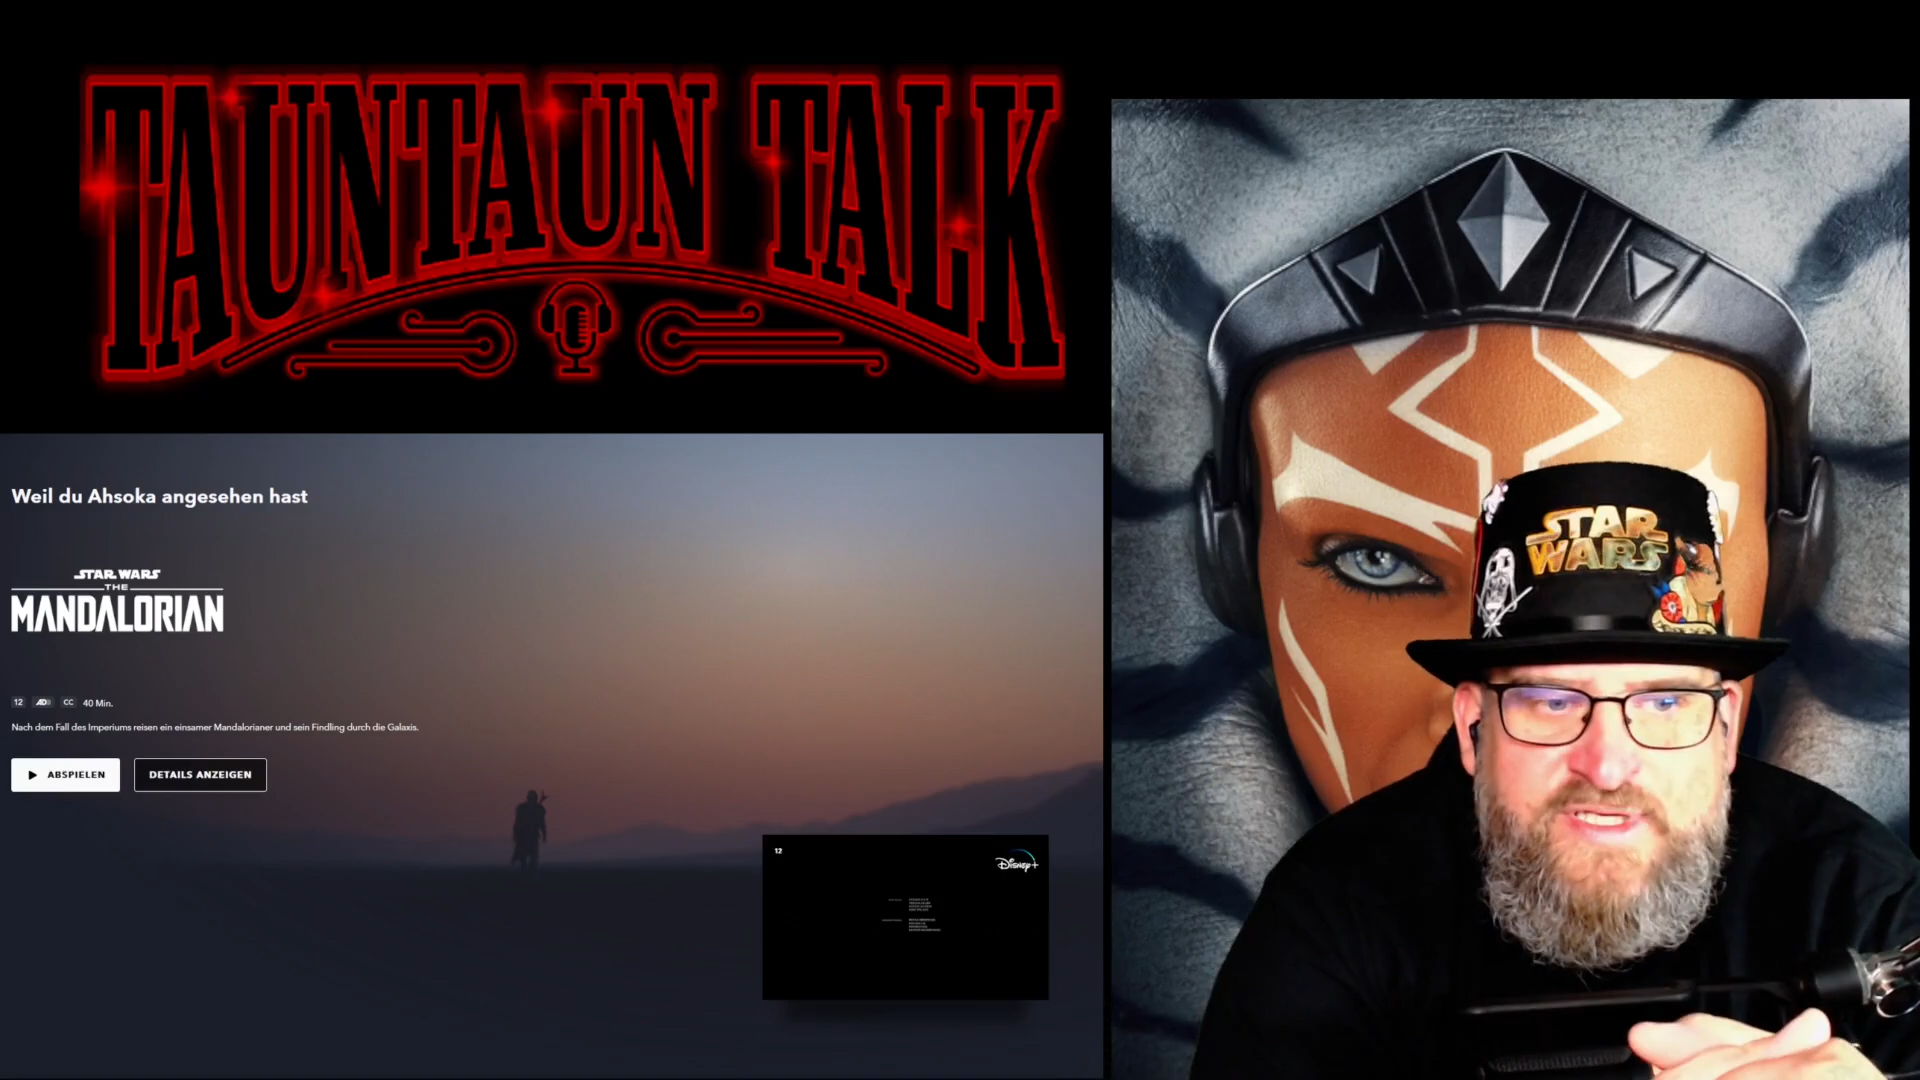 TAUNTAUN TALK
Weil du Ahsoka angesehen hast
STAR WARS
THE
MANDALORIAN
12 AD CC 40 Min.
Nach dem Fall des Imperiums reisen ein einsamer Mandalorianer und sein Findling durch die Galaxis.
ABSPIELEN
DETAILS ANZEIGEN
12
Disney+
STAR
WARS